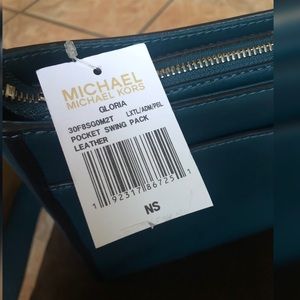 MICHAEL
MICHAEL KORS
GLORIA
30F8SG0M2T LXTL/ADM/PBL
POCKET SWING PACK
LEATHER
1 92317 86725 1
NS